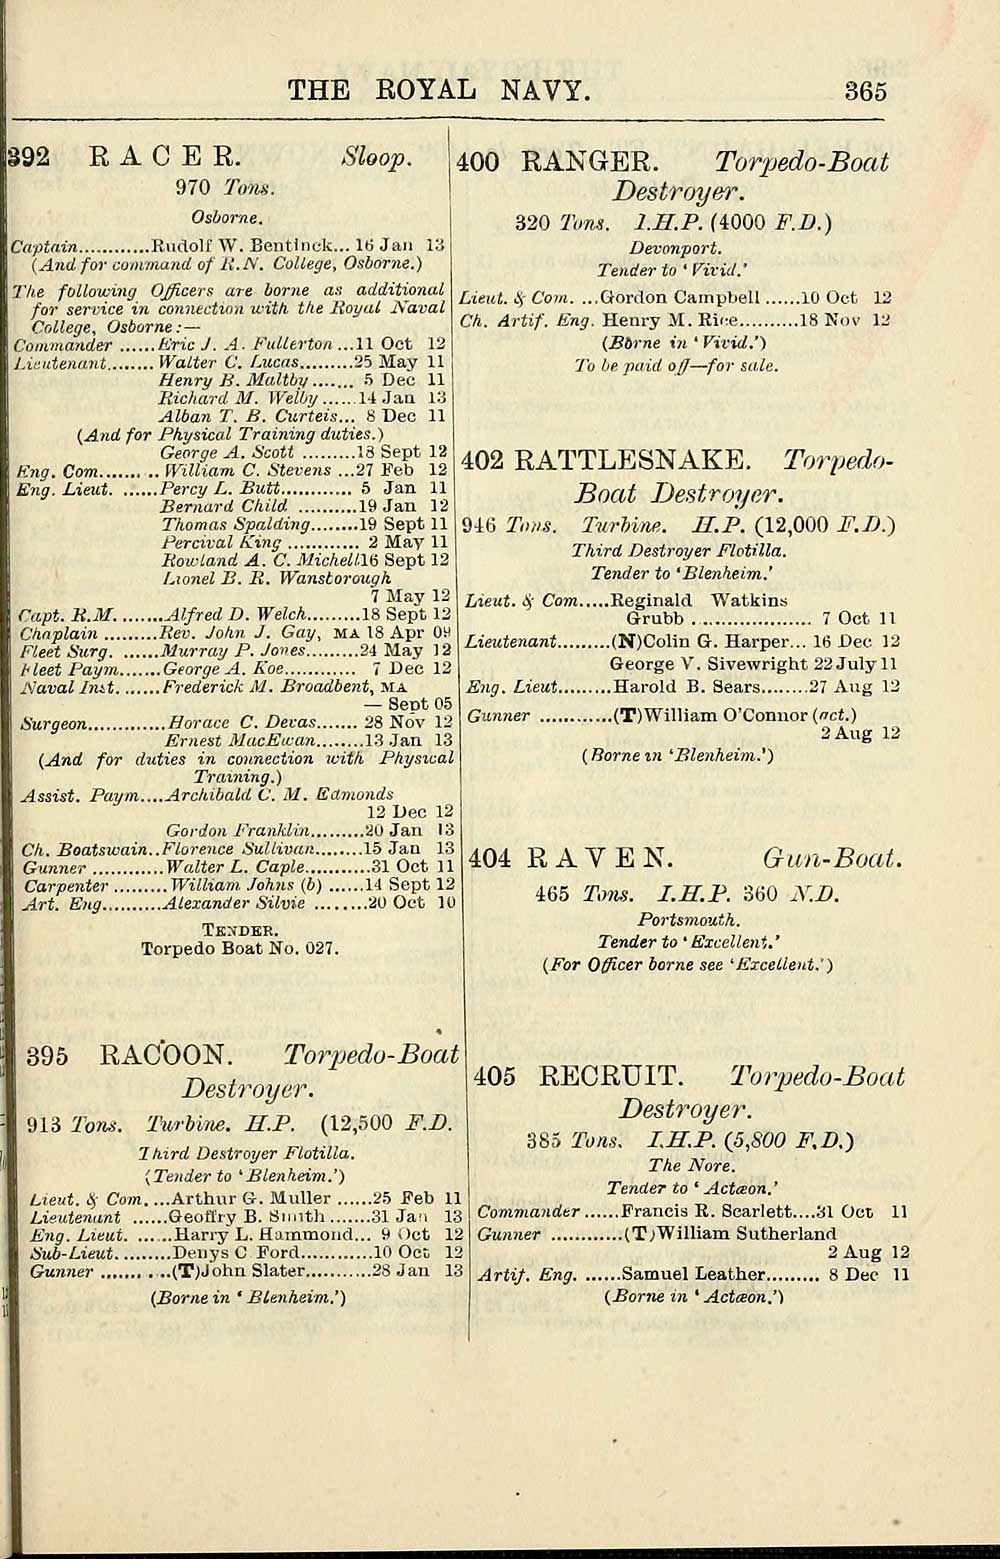 THE ROYAL NAVY. 365
392 RACER. Sloop.
970 Tons.
Osborne.
Captain............Rudolf W. Bentinck... 16 Jan 13
(And for command of R.N. College, Osborne.)
The following Officers are borne as additional
for service in connection with the Royal Naval
College, Osborne:—
Commander ......Eric J. A. Fullerton ...11 Oct 12
Lieutenant........Walter C. Lucas.........25 May 11
Henry B. Maltby ....... 5 Dec 11
Richard M. Welby ......14 Jan 13
Alban T. B. Curteis... 8 Dec 11
(And for Physical Training duties.)
George A. Scott .........18 Sept 12
Eng. Com..........William C. Stevens ...27 Feb 12
Eng. Lieut. ......Percy L. Butt............ 5 Jan 11
Bernard Child ..........19 Jan 12
Thomas Spalding........19 Sept 11
Percival King ............ 2 May 11
Rowland A. C. Michell.16 Sept 12
Lionel B. R. Wansborough
7 May 12
Capt. R.M. .......Alfred D. Welch.........18 Sept 12
Chaplain .........Rev. John J. Gay, MA 18 Apr 09
Fleet Surg. ......Murray P. Jones.........24 May 12
Fleet Paym.......George A. Koe............ 7 Dec 12
Naval Inst. ......Frederick M. Broadbent, MA
— Sept 05
Surgeon............Horace C. Devas....... 28 Nov 12
Ernest MacEwan........13 Jan 13
(And for duties in connection with Physical
Training.)
Assist. Paym....Archibald C. M. Edmonds
12 Dec 12
Gordon Franklin.........20 Jan 13
Ch. Boatswain..Florence Sullivan........15 Jan 13
Gunner ............Walter L. Caple...........31 Oct 11
Carpenter .........William Johns (b) ......14 Sept 12
Art. Eng..........Alexander Silvie ........20 Oct 10
TENDER.
Torpedo Boat No. 027.
395 RACOON. Torpedo-Boat
Destroyer.
913 Tons. Turbine. H.P. (12,500 F.D.
Third Destroyer Flotilla.
(Tender to 'Blenheim.')
Lieut. & Com. ...Arthur G. Muller ......25 Feb 11
Lieutenant ......Geoffry B. Smith.......31 Jan 13
Eng. Lieut. ......Harry L. Hammond... 9 Oct 12
Sub-Lieut.........Denys C Ford............10 Oct 12
Gunner ..........(T)John Slater...........28 Jan 13
(Borne in 'Blenheim.')
400 RANGER. Torpedo-Boat
Destroyer.
320 Tons. I.H.P. (4000 F.D.)
Devonport.
Tender to 'Vivid.'
Lieut. & Com. ...Gordon Campbell ......10 Oct 12
Ch. Artif. Eng. Henry M. Rice..........18 Nov 12
(Borne in 'Vivid.')
To be paid off—for sale.
402 RATTLESNAKE. Torpedo-
Boat Destroyer.
946 Tons. Turbine. H.P. (12,000 F.D.)
Third Destroyer Flotilla.
Tender to 'Blenheim.'
Lieut. & Com.....Reginald Watkins
Grubb .................... 7 Oct 11
Lieutenant.........(N)Colin G. Harper... 16 Dec 12
George V. Sivewright 22 July 11
Eng. Lieut.........Harold B. Sears........27 Aug 12
Gunner ............(T)William O'Connor (act.)
2 Aug 12
(Borne in 'Blenheim.')
404 RAVEN. Gun-Boat.
465 Tons. I.H.P. 360 N.D.
Portsmouth.
Tender to 'Excellent.'
(For Officer borne see 'Excellent.')
405 RECRUIT. Torpedo-Boat
Destroyer.
385 Tons. I.H.P. (5,800 F.D.)
The Nore.
Tender to 'Actæon.'
Commander ......Francis R. Scarlett....31 Oct 11
Gunner ............(T)William Sutherland
2 Aug 12
Artif. Eng. ......Samuel Leather......... 8 Dec 11
(Borne in 'Actæon.')